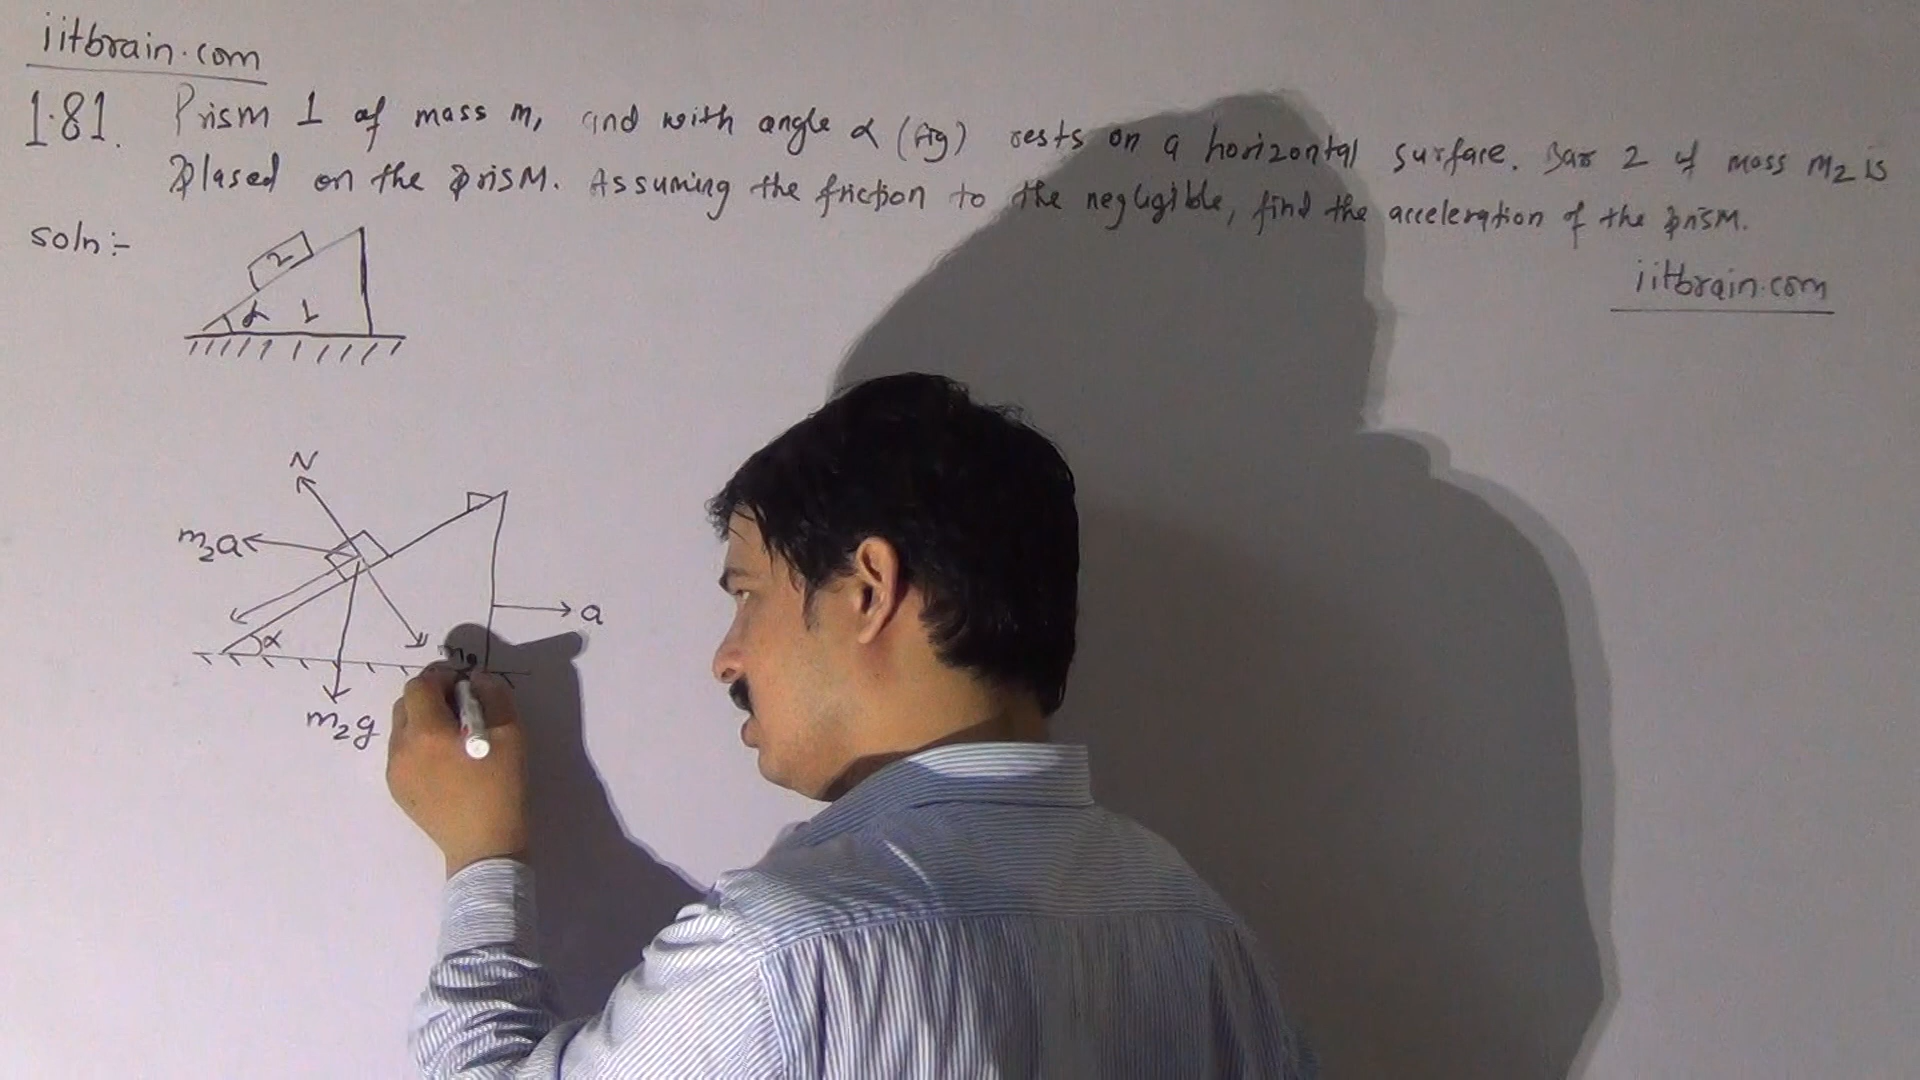 iitbrain.com
1.81. Prism 1 of mass m, and with angle α (fig) rests on a horizontal surface. Bar 2 of mass m2 is
plased on the prism. Assuming the friction to the negligible, find the acceleration of the prism.
iitbrain.com
soln:-
2
α 1
N
m2a
a
α
m2g